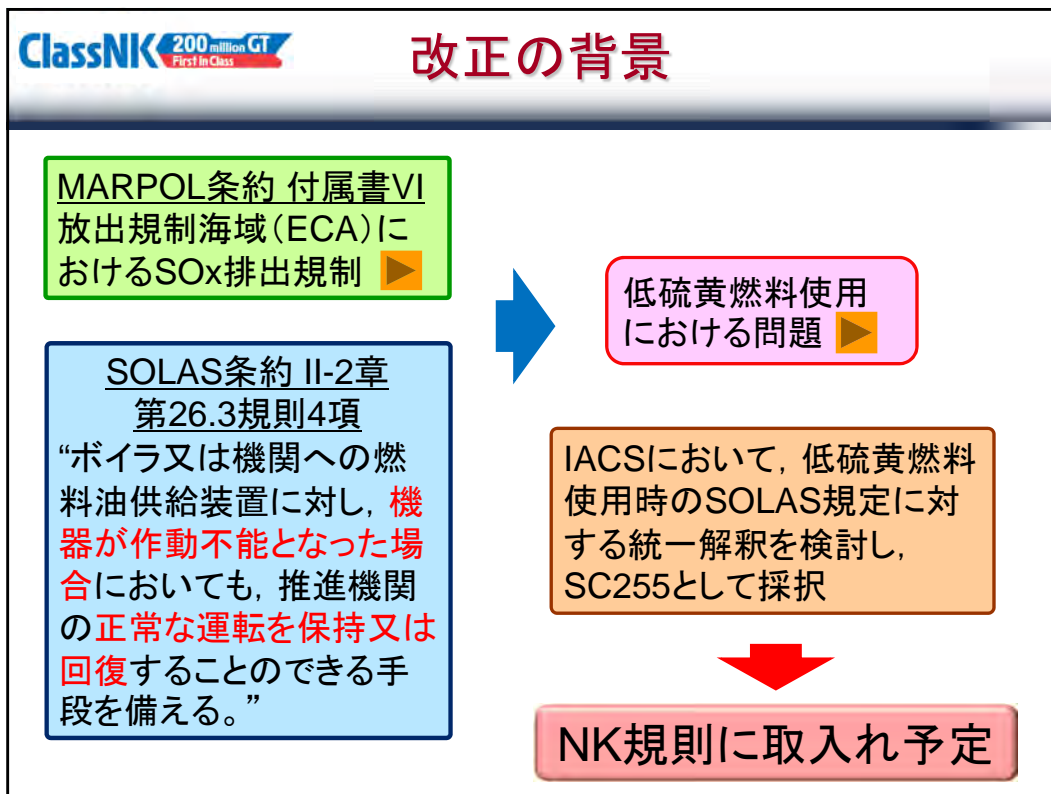 ClassNK 200 million GT
First in Class
改正の背景
MARPOL条約 付属書VI
放出規制海域（ECA）に
おけるSOx排出規制
SOLAS条約 II-2章
第26.3規則4項
“ボイラ又は機関への燃
料油供給装置に対し，機
器が作動不能となった場
合においても，推進機関
の正常な運転を保持又は
回復することのできる手
段を備える。”
低硫黄燃料使用
における問題
IACSにおいて，低硫黄燃料
使用時のSOLAS規定に対
する統一解釈を検討し，
SC255として採択
NK規則に取入れ予定